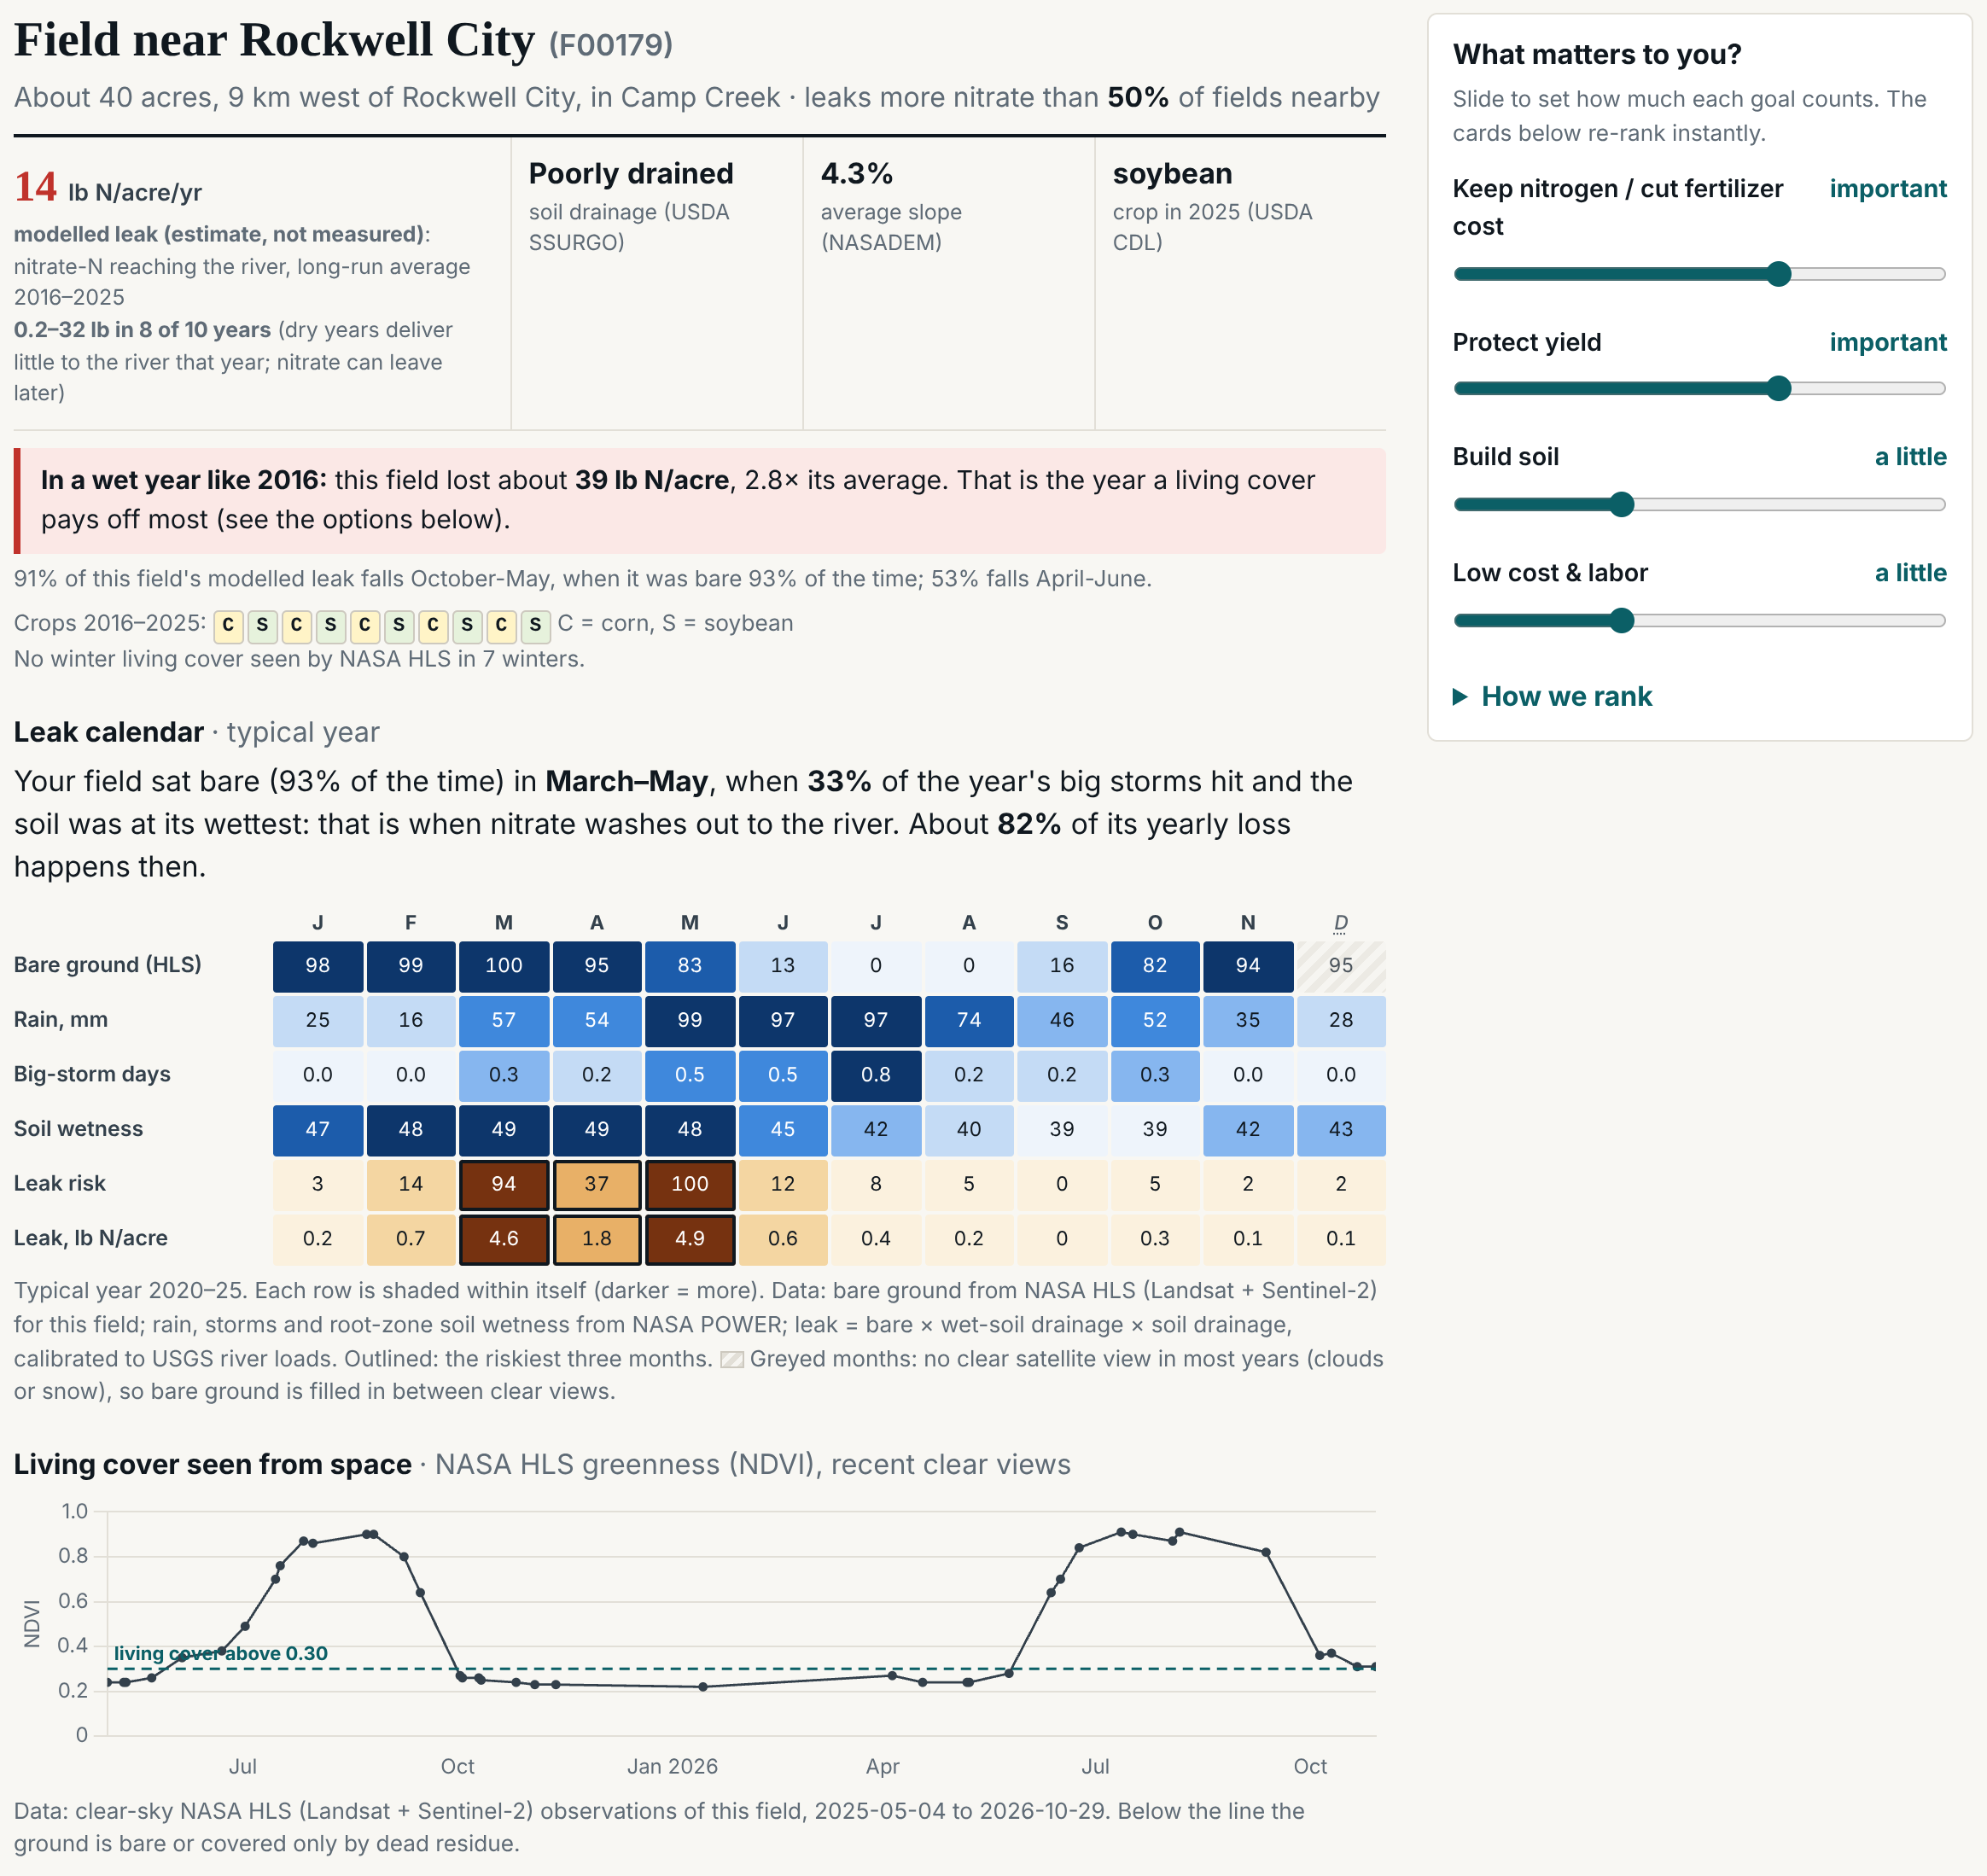 Field near Rockwell City (F00179)
About 40 acres, 9 km west of Rockwell City, in Camp Creek · leaks more nitrate than 50% of fields nearby
14 lb N/acre/yr
modelled leak (estimate, not measured):
nitrate-N reaching the river, long-run average
2016–2025
0.2–32 lb in 8 of 10 years (dry years deliver
little to the river that year; nitrate can leave
later)
Poorly drained
soil drainage (USDA
SSURGO)
4.3%
average slope
(NASADEM)
soybean
crop in 2025 (USDA
CDL)
In a wet year like 2016: this field lost about 39 lb N/acre, 2.8× its average. That is the year a living cover
pays off most (see the options below).
91% of this field's modelled leak falls October-May, when it was bare 93% of the time; 53% falls April-June.
Crops 2016–2025: C S C S C S C S C S C = corn, S = soybean
No winter living cover seen by NASA HLS in 7 winters.
Leak calendar · typical year
Your field sat bare (93% of the time) in March–May, when 33% of the year's big storms hit and the
soil was at its wettest: that is when nitrate washes out to the river. About 82% of its yearly loss
happens then.
J F M A M J J A S O N D
Bare ground (HLS) 98 99 100 95 83 13 0 0 16 82 94 95
Rain, mm 25 16 57 54 99 97 97 74 46 52 35 28
Big-storm days 0.0 0.0 0.3 0.2 0.5 0.5 0.8 0.2 0.2 0.3 0.0 0.0
Soil wetness 47 48 49 49 48 45 42 40 39 39 42 43
Leak risk 3 14 94 37 100 12 8 5 0 5 2 2
Leak, lb N/acre 0.2 0.7 4.6 1.8 4.9 0.6 0.4 0.2 0 0.3 0.1 0.1
Typical year 2020–25. Each row is shaded within itself (darker = more). Data: bare ground from NASA HLS (Landsat + Sentinel-2)
for this field; rain, storms and root-zone soil wetness from NASA POWER; leak = bare × wet-soil drainage × soil drainage,
calibrated to USGS river loads. Outlined: the riskiest three months. Greyed months: no clear satellite view in most years (clouds
or snow), so bare ground is filled in between clear views.
Living cover seen from space · NASA HLS greenness (NDVI), recent clear views
NDVI
1.0
0.8
0.6
0.4
0.2
0
living cover above 0.30
Jul Oct Jan 2026 Apr Jul Oct
Data: clear-sky NASA HLS (Landsat + Sentinel-2) observations of this field, 2025-05-04 to 2026-10-29. Below the line the
ground is bare or covered only by dead residue.
What matters to you?
Slide to set how much each goal counts. The
cards below re-rank instantly.
Keep nitrogen / cut fertilizer important
cost
Protect yield important
Build soil a little
Low cost & labor a little
How we rank